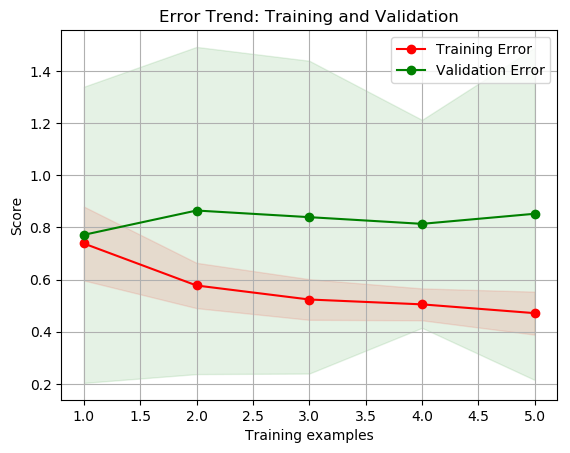 Error Trend: Training and Validation
Training Error
Validation Error
1.4
1.2
1.0
0.8
0.6
0.4
0.2
Score
1.0 1.5 2.0 2.5 3.0 3.5 4.0 4.5 5.0
Training examples